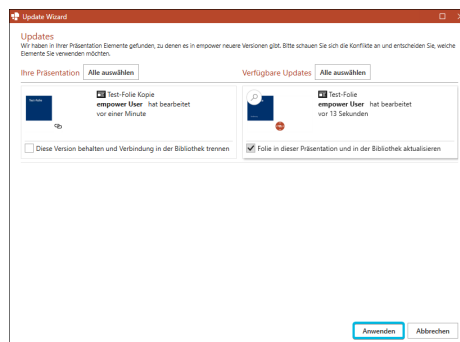 Update Wizard
Updates
Wir haben in Ihrer Präsentation Elemente gefunden, zu denen es in empower neuere Versionen gibt. Bitte schauen Sie sich die Konflikte an und entscheiden Sie, welche
Elemente Sie verwenden möchten.
Ihre Präsentation Alle auswählen
Verfügbare Updates Alle auswählen
Test-Folie Kopie
empower User hat bearbeitet
vor einer Minute
Diese Version behalten und Verbindung in der Bibliothek trennen
Test-Folie
empower User hat bearbeitet
vor 13 Sekunden
Folie in dieser Präsentation und in der Bibliothek aktualisieren
Anwenden Abbrechen